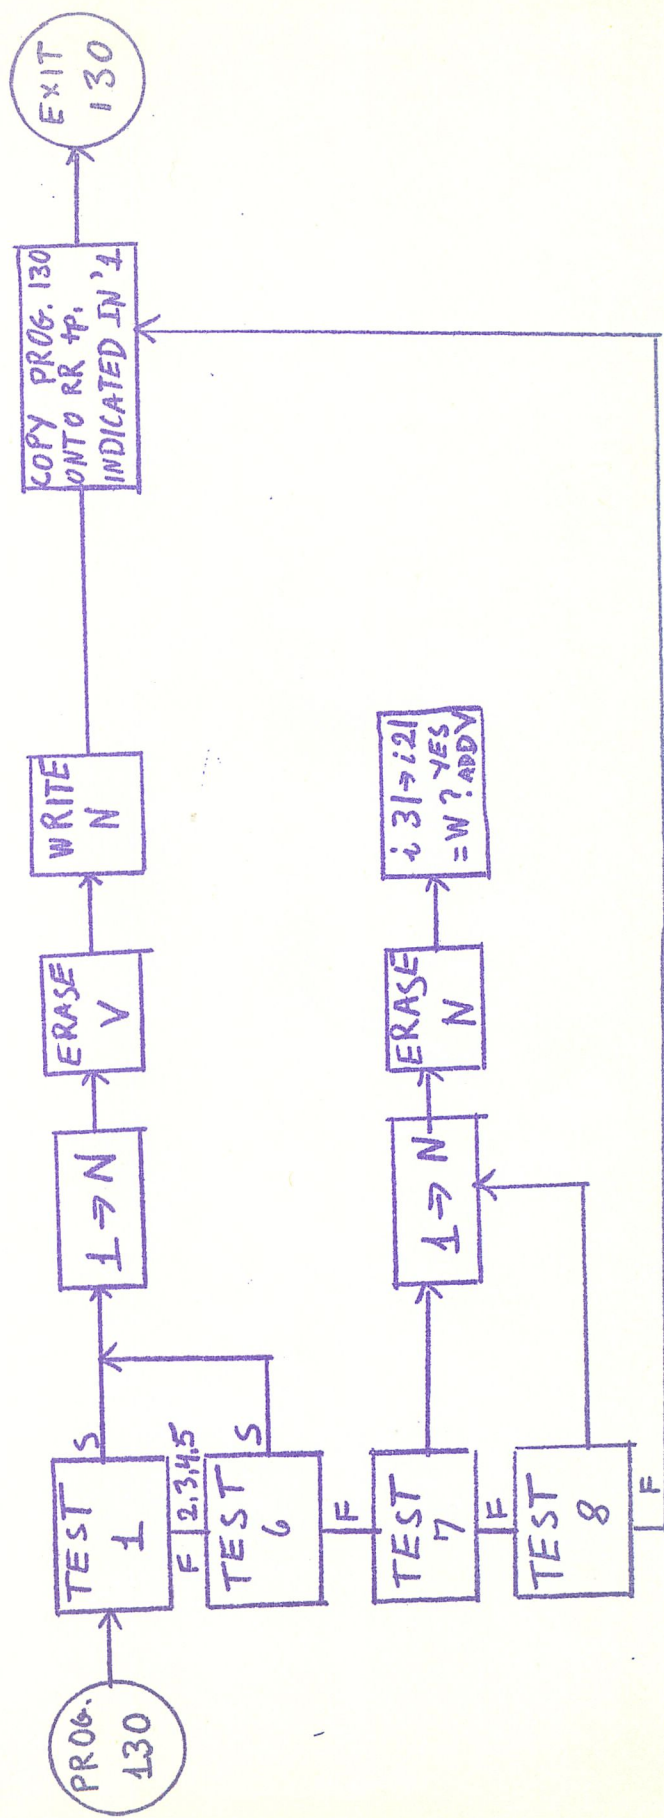 PROG.
130
TEST
1
S
F 2,3,4,5
TEST
6
S
F
TEST
7
F
TEST
8
F
1 → N
ERASE
V
WRITE
N
COPY PROG. 130
ONTO RR tp.
INDICATED IN '1
EXIT
130
1 → N
ERASE
N
i 31 → i21
= W ? YES
ADD V